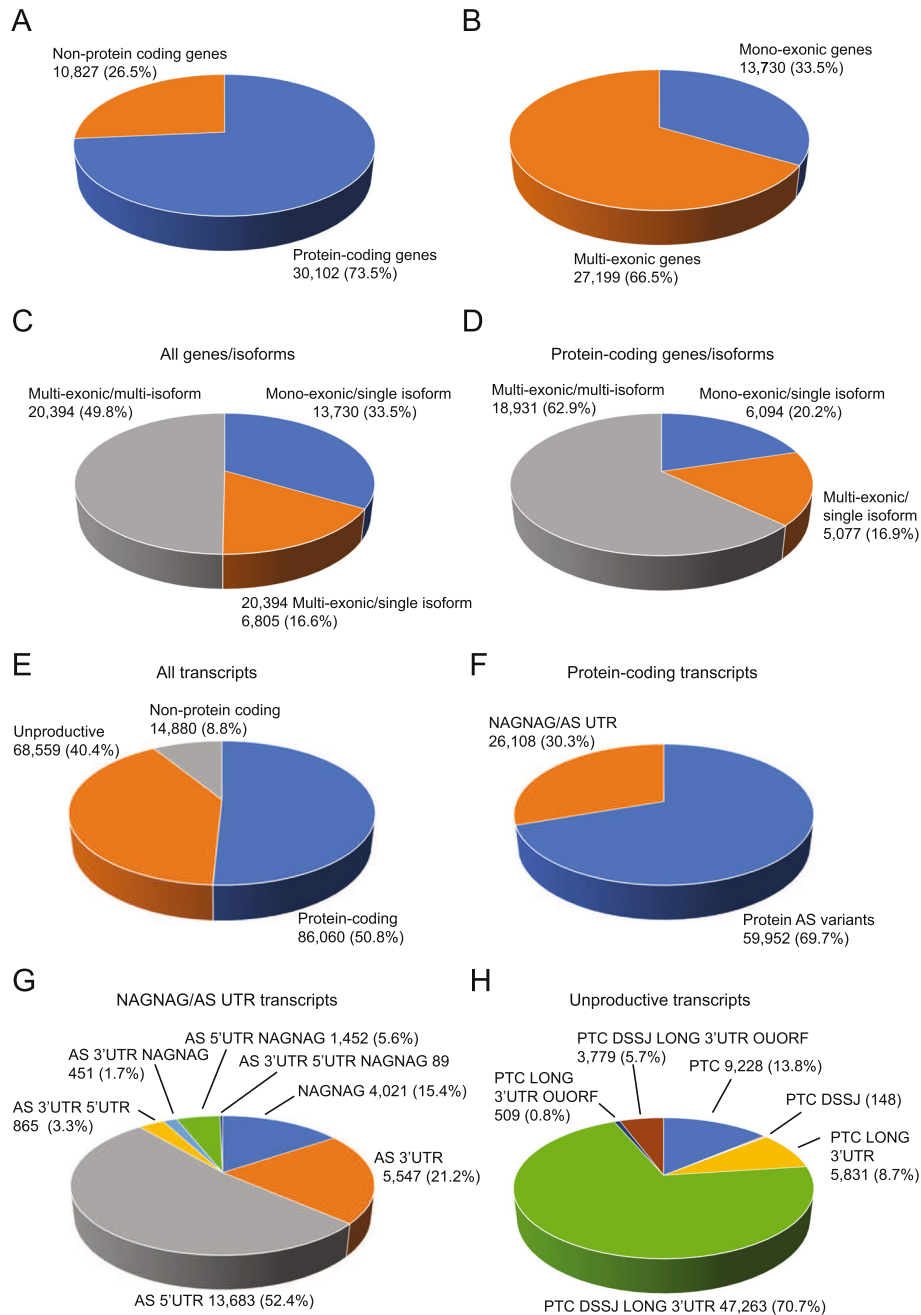 A
Non-protein coding genes
10,827 (26.5%)
Protein-coding genes
30,102 (73.5%)
B
Mono-exonic genes
13,730 (33.5%)
Multi-exonic genes
27,199 (66.5%)
C
All genes/isoforms
Multi-exonic/multi-isoform
20,394 (49.8%)
Mono-exonic/single isoform
13,730 (33.5%)
20,394 Multi-exonic/single isoform
6,805 (16.6%)
D
Protein-coding genes/isoforms
Multi-exonic/multi-isoform
18,931 (62.9%)
Mono-exonic/single isoform
6,094 (20.2%)
Multi-exonic/
single isoform
5,077 (16.9%)
E
All transcripts
Non-protein coding
14,880 (8.8%)
Unproductive
68,559 (40.4%)
Protein-coding
86,060 (50.8%)
F
Protein-coding transcripts
NAGNAG/AS UTR
26,108 (30.3%)
Protein AS variants
59,952 (69.7%)
G
NAGNAG/AS UTR transcripts
AS 5’UTR NAGNAG 1,452 (5.6%)
AS 3’UTR NAGNAG
451 (1.7%)
AS 3’UTR 5’UTR NAGNAG 89
NAGNAG 4,021 (15.4%)
AS 3’UTR 5’UTR
865 (3.3%)
AS 3’UTR
5,547 (21.2%)
AS 5’UTR 13,683 (52.4%)
H
Unproductive transcripts
PTC DSSJ LONG 3’UTR OUORF
3,779 (5.7%)
PTC 9,228 (13.8%)
PTC LONG
3’UTR OUORF
509 (0.8%)
PTC DSSJ (148)
PTC LONG
3’UTR
5,831 (8.7%)
PTC DSSJ LONG 3’UTR 47,263 (70.7%)